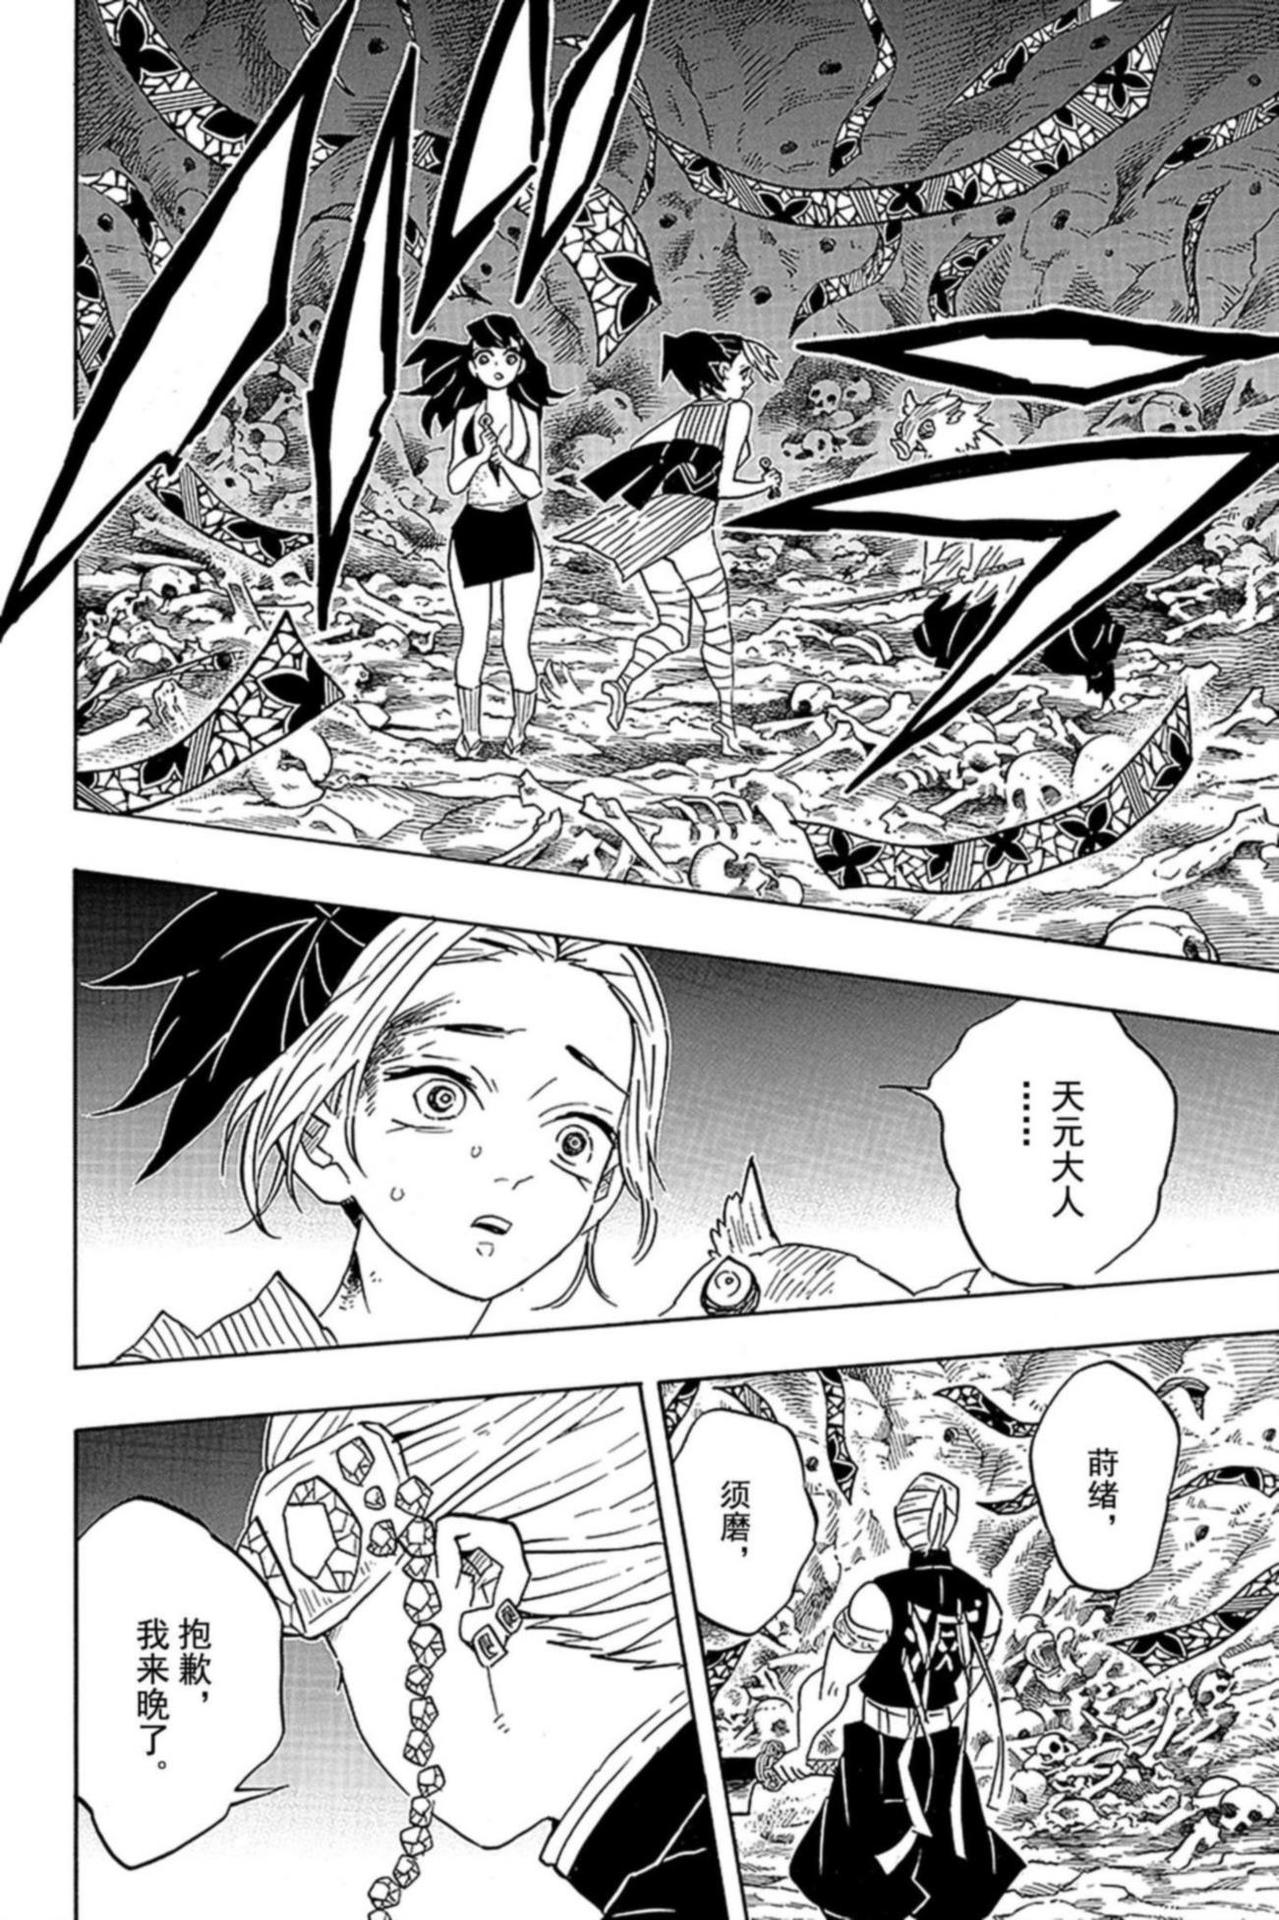 天元大人
……
莳绪，
须磨，
抱歉，
我来晚了。